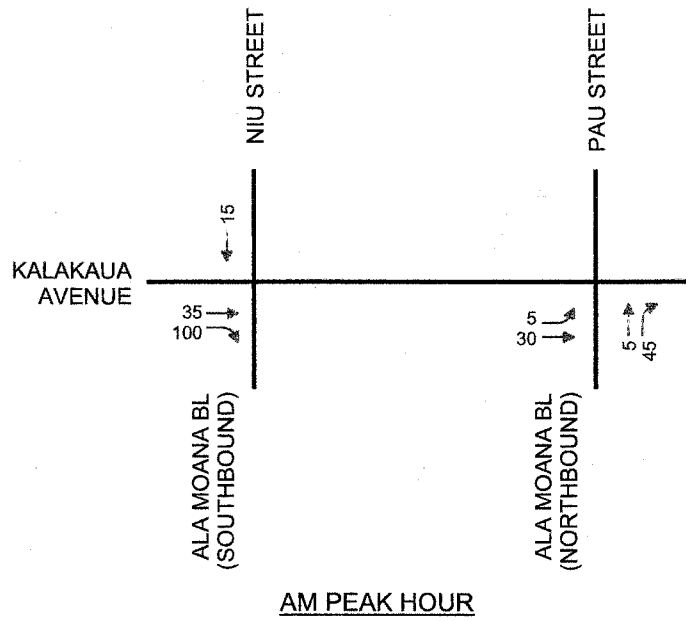 NIU STREET
PAU STREET
15
KALAKAUA
AVENUE
35
100
5
30
5
45
ALA MOANA BL
(SOUTHBOUND)
ALA MOANA BL
(NORTHBOUND)
AM PEAK HOUR